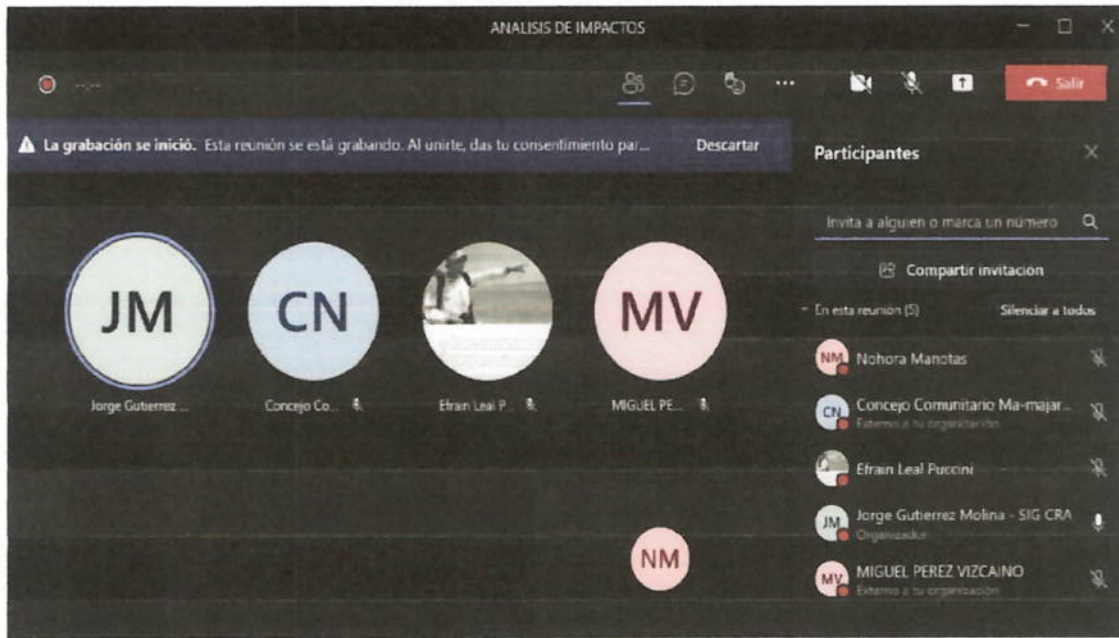 ANALISIS DE IMPACTOS
--:--
Salir
La grabación se inició. Esta reunión se está grabando. Al unirte, das tu consentimiento par...
Descartar
Participantes
Invita a alguien o marca un número
Compartir invitación
En esta reunión (5)
Silenciar a todos
JM
CN
MV
Jorge Gutierrez ...
Concejo Co...
Efrain Leal P...
MIGUEL PE...
NM
NM
Nohora Manotas
CN
Concejo Comunitario Ma-majar...
Externo a tu organización
Efrain Leal Puccini
JM
Jorge Gutierrez Molina - SIG CRA
Organizador
MV
MIGUEL PEREZ VIZCAINO
Externo a tu organización